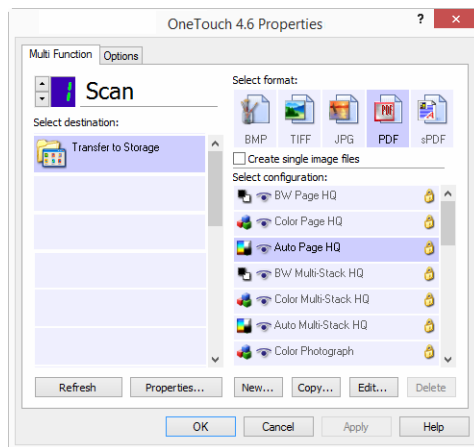 OneTouch 4.6 Properties
?
Multi Function
Options
1
Scan
Select destination:
Transfer to Storage
Select format:
PDF
BMP
TIFF
JPG
PDF
sPDF
Create single image files
Select configuration:
BW Page HQ
Color Page HQ
Auto Page HQ
BW Multi-Stack HQ
Color Multi-Stack HQ
Auto Multi-Stack HQ
Color Photograph
Refresh
Properties...
New...
Copy...
Edit...
Delete
OK
Cancel
Apply
Help